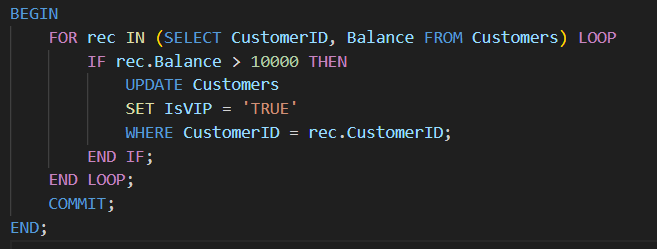 BEGIN
    FOR rec IN (SELECT CustomerID, Balance FROM Customers) LOOP
        IF rec.Balance > 10000 THEN
            UPDATE Customers
            SET IsVIP = 'TRUE'
            WHERE CustomerID = rec.CustomerID;
        END IF;
    END LOOP;
    COMMIT;
END;